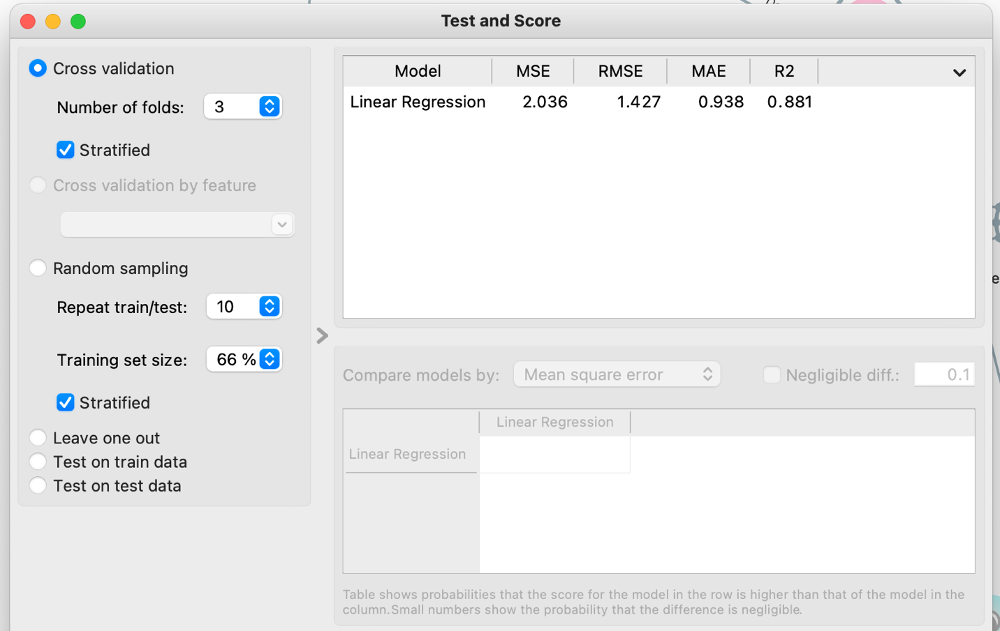 Test and Score
Cross validation
Number of folds: 3
Stratified
Cross validation by feature
Random sampling
Repeat train/test: 10
Training set size: 66 %
Stratified
Leave one out
Test on train data
Test on test data
Model MSE RMSE MAE R2
Linear Regression 2.036 1.427 0.938 0.881
Compare models by: Mean square error Negligible diff.: 0.1
Linear Regression
Linear Regression
Table shows probabilities that the score for the model in the row is higher than that of the model in the
column.Small numbers show the probability that the difference is negligible.